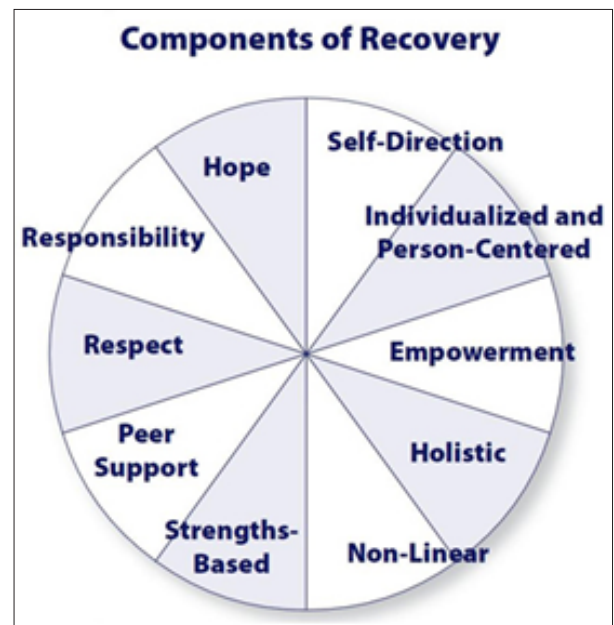 Components of Recovery
Self-Direction
Individualized and
Person-Centered
Empowerment
Holistic
Non-Linear
Strengths-
Based
Peer
Support
Respect
Responsibility
Hope